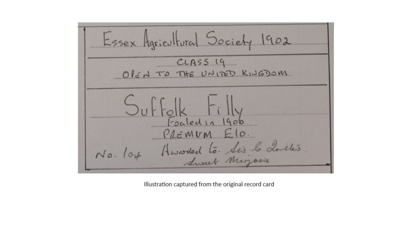 Essex Agricultural Society 1902
CLASS 19
OPEN TO THE UNITED KINGDOM
Suffolk Filly
Foaled in 1900
PREMIUM £10.
No. 104 Awarded to. Sir C
Sweet
Illustration captured from the original record card